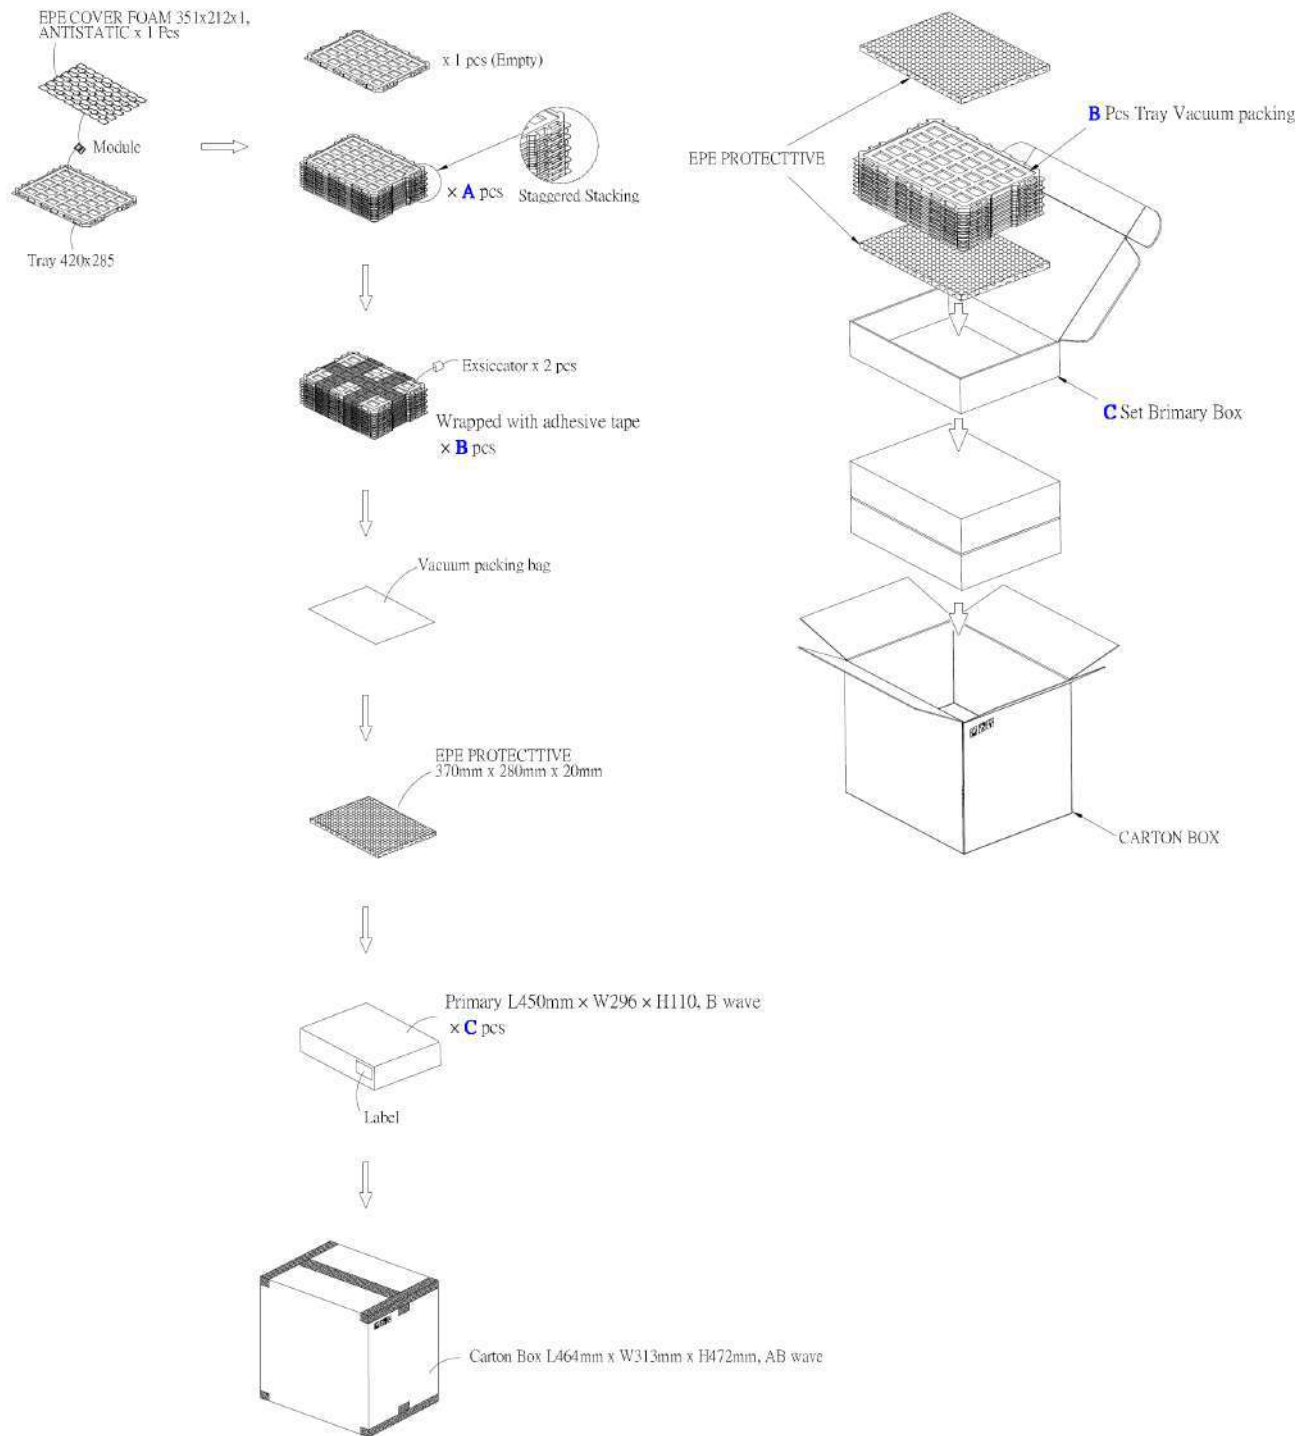 EPE COVER FOAM 351x212x1,
ANTISTATIC x 1 Pcs
Module
Tray 420x285
x 1 pcs (Empty)
× A pcs
Staggered Stacking
Exsiccator x 2 pcs
Wrapped with adhesive tape
× B pcs
Vacuum packing bag
EPE PROTECTTIVE
370mm x 280mm x 20mm
Primary L450mm × W296 × H110, B wave
× C pcs
Label
Carton Box L464mm x W313mm x H472mm, AB wave
B Pcs Tray Vacuum packing
EPE PROTECTTIVE
C Set Brimary Box
CARTON BOX